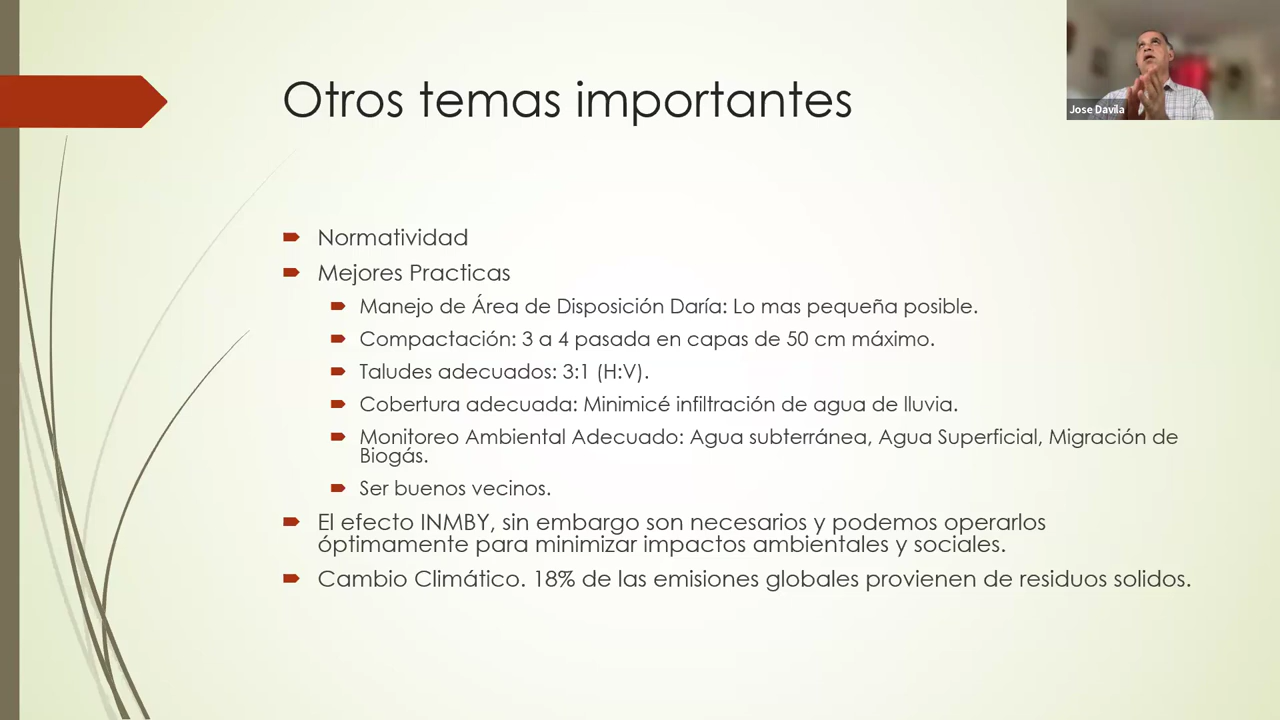 Otros temas importantes
Jose Davila
Normatividad
Mejores Practicas
Manejo de Área de Disposición Daría: Lo mas pequeña posible.
Compactación: 3 a 4 pasada en capas de 50 cm máximo.
Taludes adecuados: 3:1 (H:V).
Cobertura adecuada: Minimicé infiltración de agua de lluvia.
Monitoreo Ambiental Adecuado: Agua subterránea, Agua Superficial, Migración de
Biogás.
Ser buenos vecinos.
El efecto INMBY, sin embargo son necesarios y podemos operarlos
óptimamente para minimizar impactos ambientales y sociales.
Cambio Climático. 18% de las emisiones globales provienen de residuos solidos.